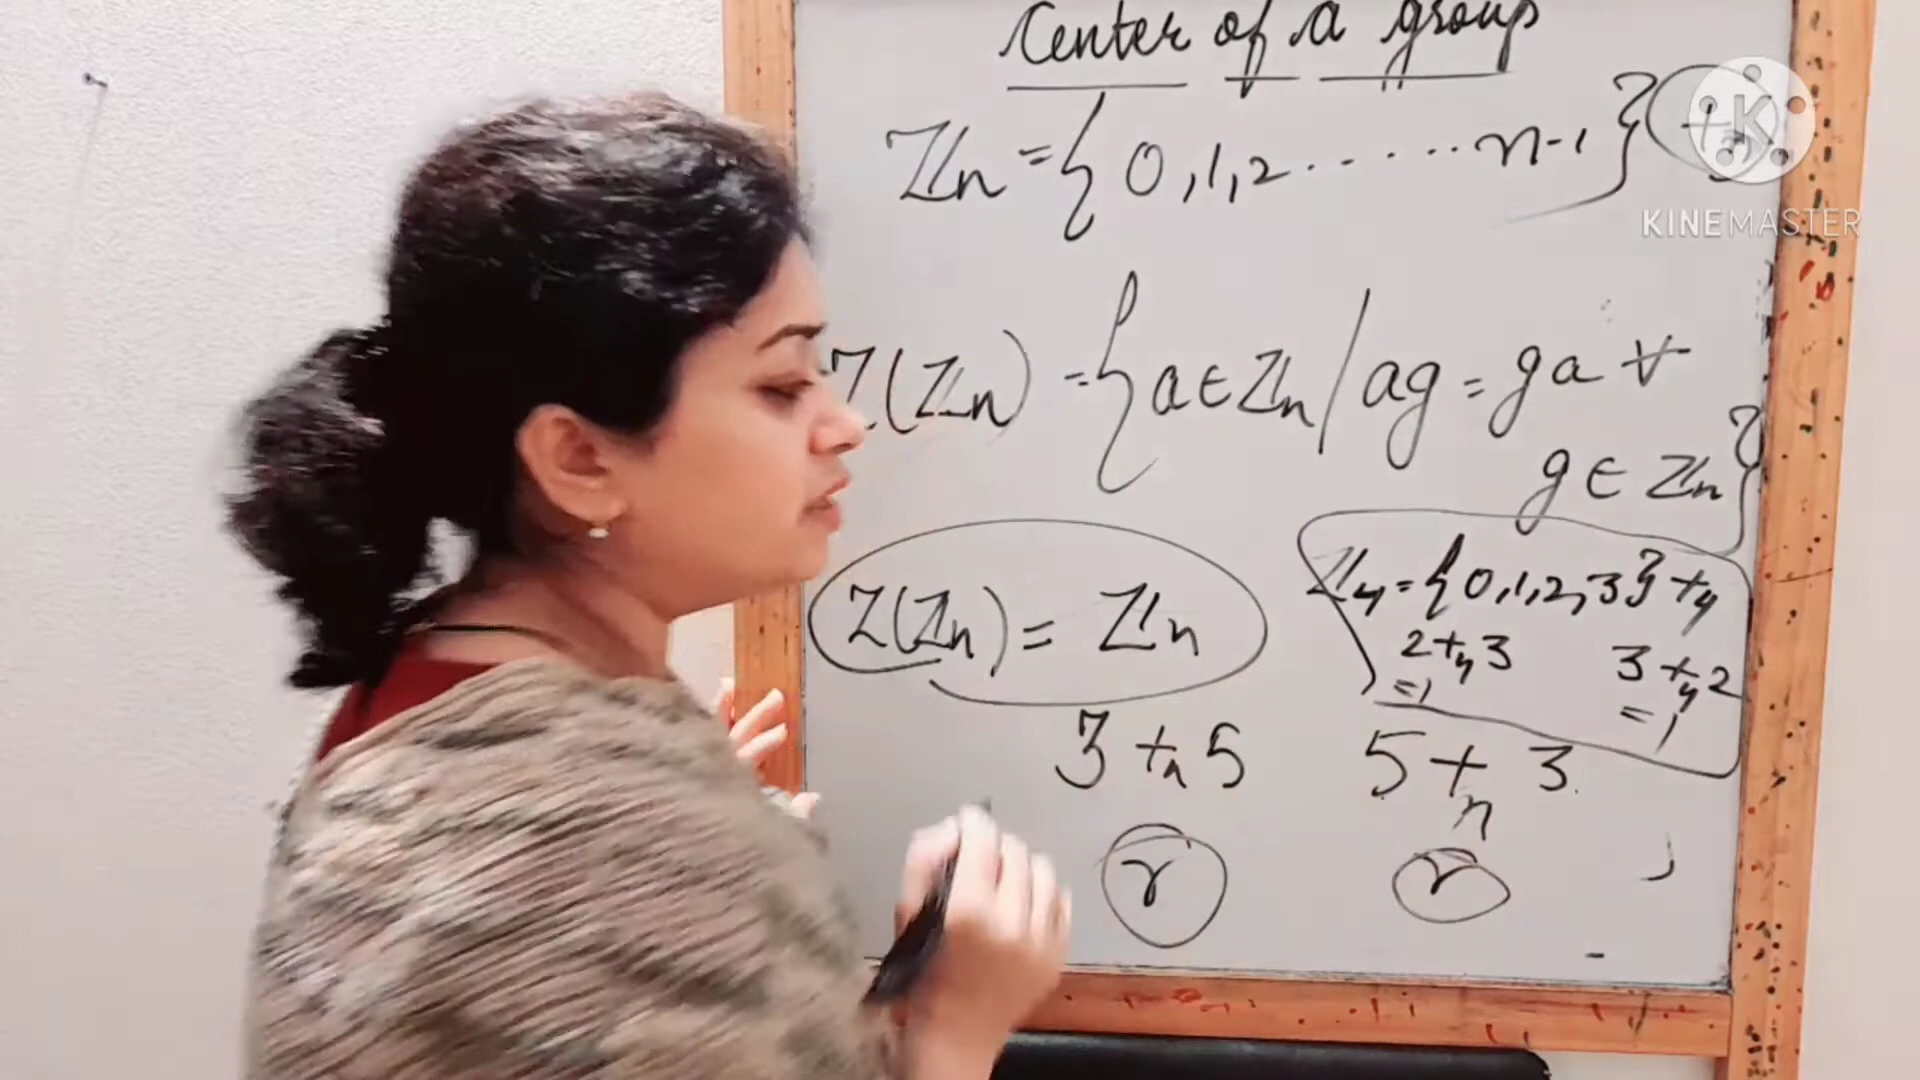 Center of a group
Zn = { 0, 1, 2 ...... n-1 }
KINEMASTER
Z(Zn) = { a ∈ Zn / ag = ga ∀
g ∈ Zn }
Z(Zn) = Zn
Z4 = { 0, 1, 2, 3 } +4
2 +4 3 3 +4 2
= 1 = 1
3 +n 5 5 +n 3
r r